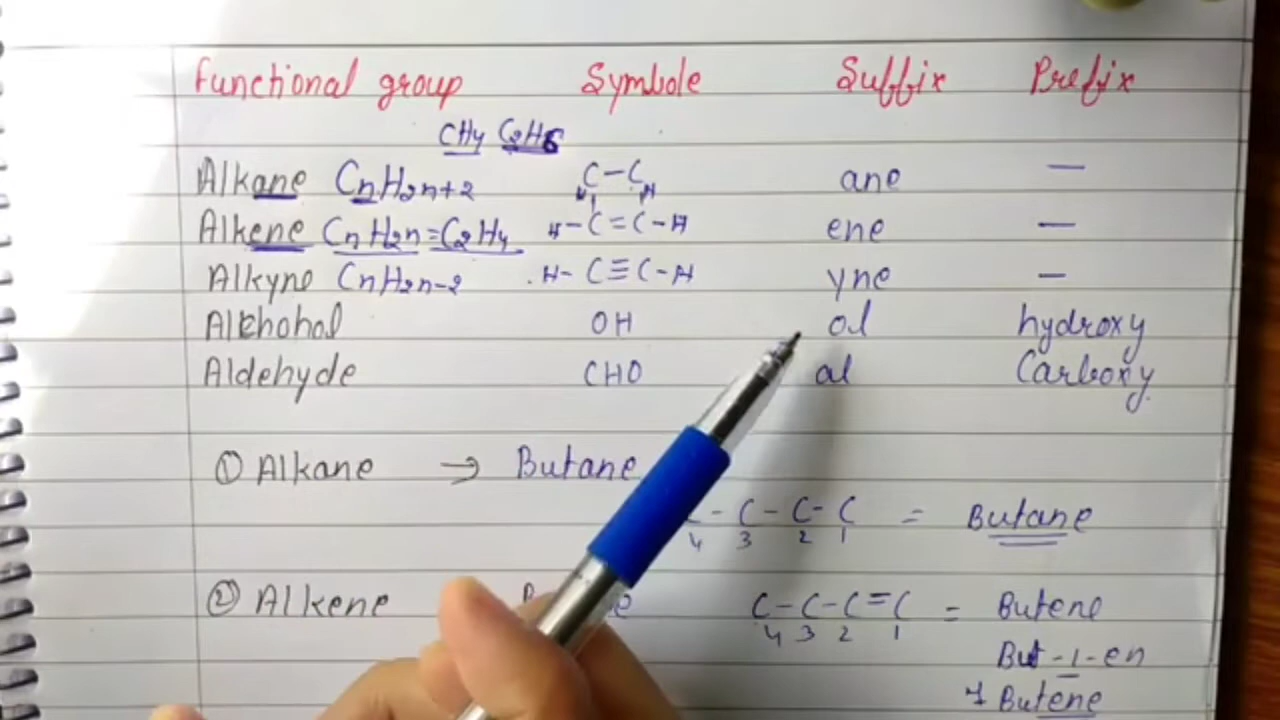 Functional group Symbole Suffix Prefix
CH4 C2H6
Alkane CnH2n+2 C-C ane —
H H
Alkene CnH2n=C2H4 H-C=C-H ene —
Alkyne CnH2n-2 H-C≡C-H yne —
Alchohol OH ol hydroxy
Aldehyde CHO al Carboxy
① Alkane → Butane
C-C-C-C = Butane
4 3 2 1
② Alkene C-C-C=C = Butene
4 3 2 1
But-1-en
1 Butene